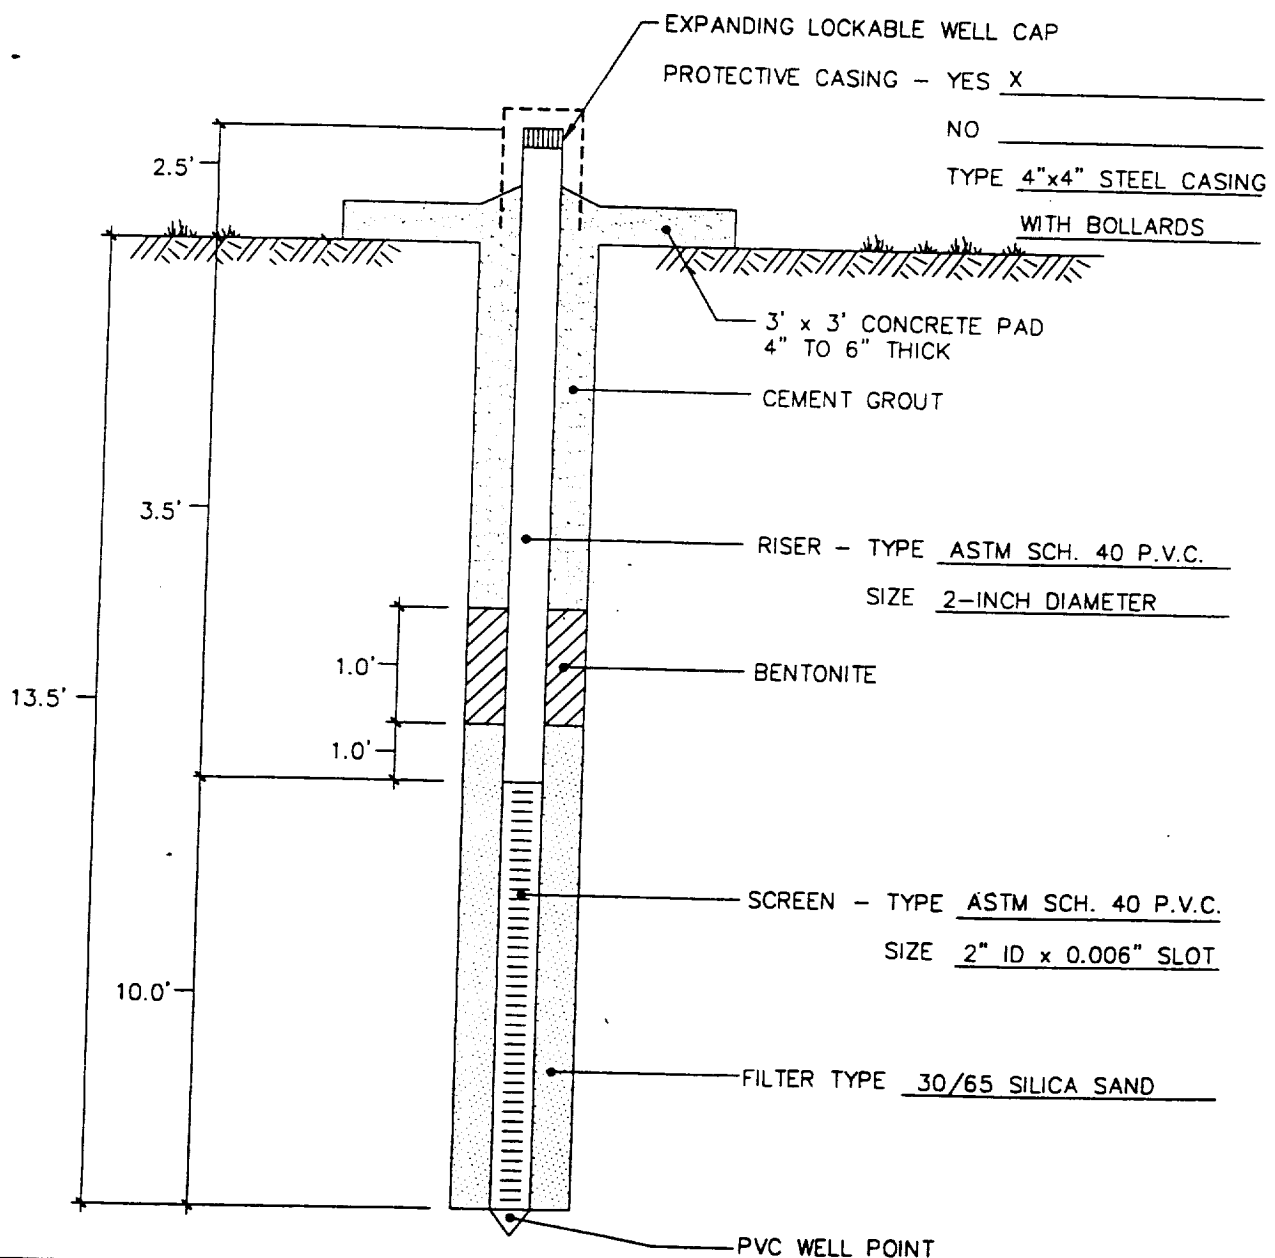 EXPANDING LOCKABLE WELL CAP
PROTECTIVE CASING – YES X
NO
2.5'
TYPE 4"x4" STEEL CASING
WITH BOLLARDS
3' x 3' CONCRETE PAD
4" TO 6" THICK
CEMENT GROUT
3.5'
RISER – TYPE ASTM SCH. 40 P.V.C.
SIZE 2-INCH DIAMETER
1.0'
BENTONITE
13.5'
1.0'
SCREEN – TYPE ASTM SCH. 40 P.V.C.
SIZE 2" ID x 0.006" SLOT
10.0'
FILTER TYPE 30/65 SILICA SAND
PVC WELL POINT